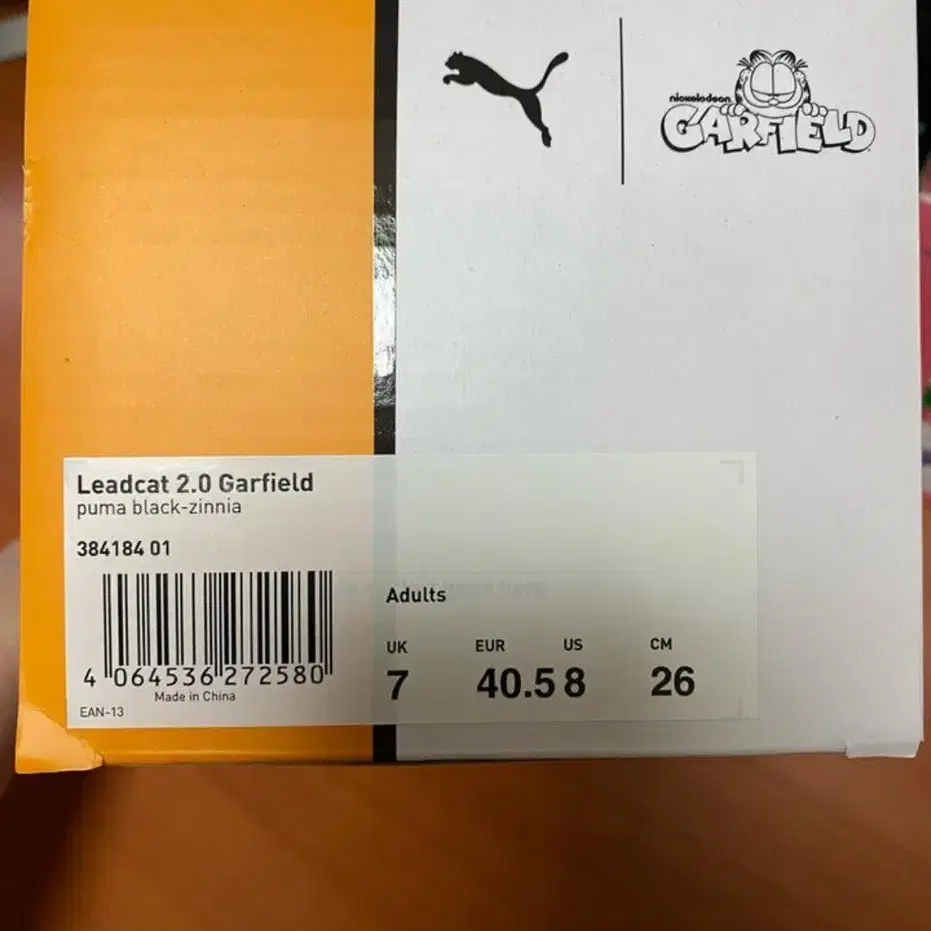 nickelodeon
GARFIELD
Leadcat 2.0 Garfield
puma black-zinnia
384184 01
4 064536 272580
Made in China
EAN-13
Adults
UK EUR US CM
7 40.5 8 26